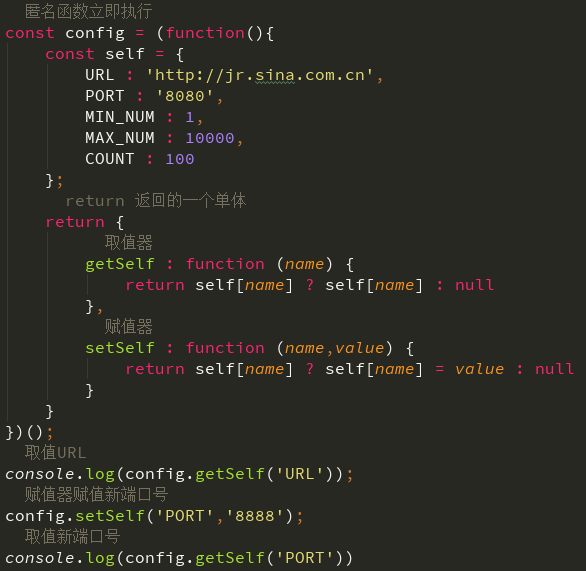 匿名函数立即执行
const config = (function(){
    const self = {
        URL : 'http://jr.sina.com.cn',
        PORT : '8080',
        MIN_NUM : 1,
        MAX_NUM : 10000,
        COUNT : 100
    };
      return 返回的一个单体
    return {
          取值器
        getSelf : function (name) {
            return self[name] ? self[name] : null
        },
          赋值器
        setSelf : function (name,value) {
            return self[name] ? self[name] = value : null
        }
    }
})();
  取值URL
console.log(config.getSelf('URL'));
  赋值器赋值新端口号
config.setSelf('PORT','8888');
  取值新端口号
console.log(config.getSelf('PORT'))